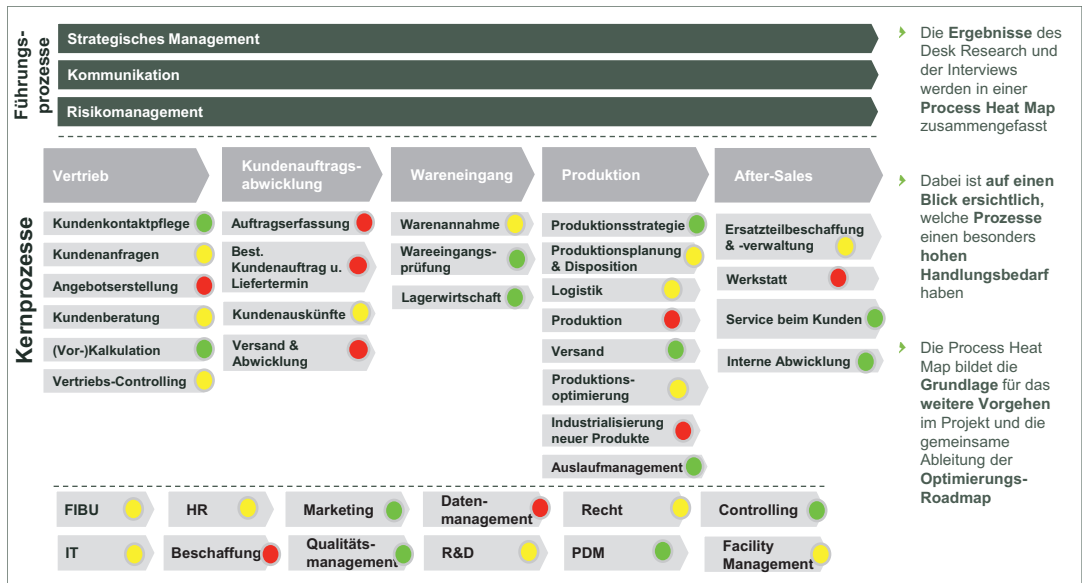 Führungs-
prozesse
Strategisches Management
Kommunikation
Risikomanagement
Kernprozesse
Vertrieb
Kundenkontaktpflege
Kundenanfragen
Angebotserstellung
Kundenberatung
(Vor-)Kalkulation
Vertriebs-Controlling
Kundenauftrags-
abwicklung
Auftragserfassung
Best.
Kundenauftrag u.
Liefertermin
Kundenauskünfte
Versand &
Abwicklung
Wareneingang
Warenannahme
Wareeingangs-
prüfung
Lagerwirtschaft
Produktion
Produktionsstrategie
Produktionsplanung
& Disposition
Logistik
Produktion
Versand
Produktions-
optimierung
Industrialisierung
neuer Produkte
Auslaufmanagement
After-Sales
Ersatzteilbeschaffung
& -verwaltung
Werkstatt
Service beim Kunden
Interne Abwicklung
FIBU
HR
Marketing
Daten-
management
Recht
Controlling
IT
Beschaffung
Qualitäts-
management
R&D
PDM
Facility
Management
Die Ergebnisse des
Desk Research und
der Interviews
werden in einer
Process Heat Map
zusammengefasst
Dabei ist auf einen
Blick ersichtlich,
welche Prozesse
einen besonders
hohen
Handlungsbedarf
haben
Die Process Heat
Map bildet die
Grundlage für das
weitere Vorgehen
im Projekt und die
gemeinsame
Ableitung der
Optimierungs-
Roadmap